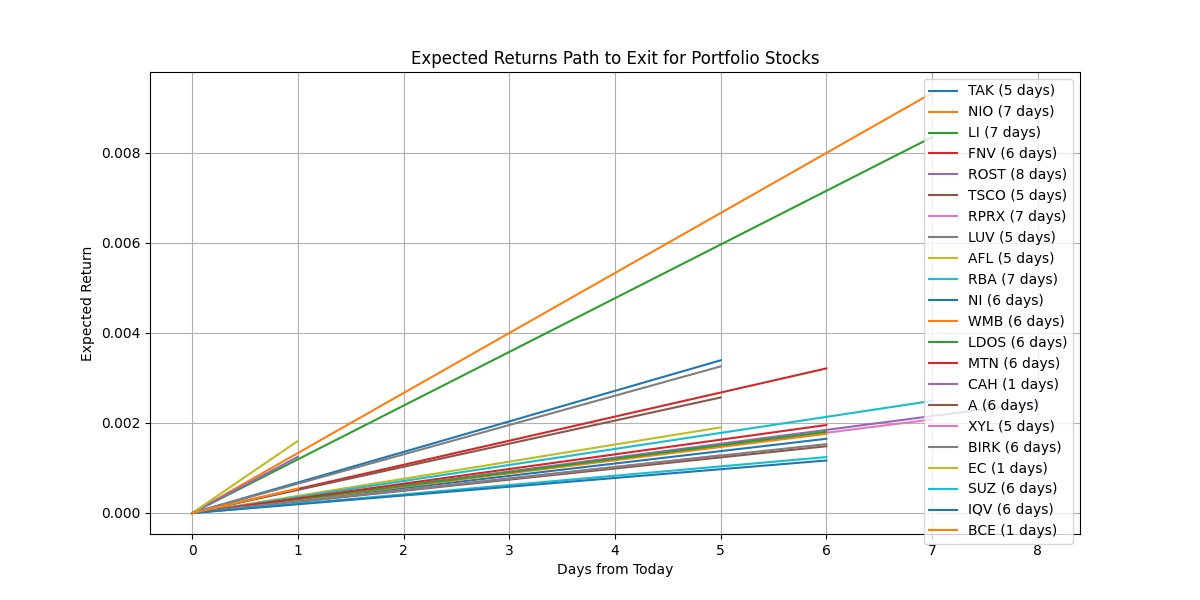 Expected Returns Path to Exit for Portfolio Stocks
Expected Return
0.008
0.006
0.004
0.002
0.000
0 1 2 3 4 5 6 7 8
Days from Today
TAK (5 days)
NIO (7 days)
LI (7 days)
FNV (6 days)
ROST (8 days)
TSCO (5 days)
RPRX (7 days)
LUV (5 days)
AFL (5 days)
RBA (7 days)
NI (6 days)
WMB (6 days)
LDOS (6 days)
MTN (6 days)
CAH (1 days)
A (6 days)
XYL (5 days)
BIRK (6 days)
EC (1 days)
SUZ (6 days)
IQV (6 days)
BCE (1 days)